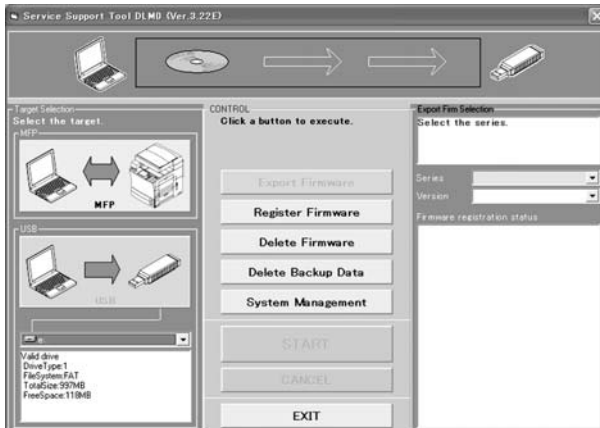 Service Support Tool DLM0 (Ver.3.22E)
Target Selection
Select the target.
MFP
MFP
USB
USB
Valid drive
DriveType:1
FileSystem:FAT
TotalSize:997MB
FreeSpace:118MB
CONTROL
Click a button to execute.
Export Firmware
Register Firmware
Delete Firmware
Delete Backup Data
System Management
START
CANCEL
EXIT
Export Firm Selection
Select the series.
Series
Version
Firmware registration status